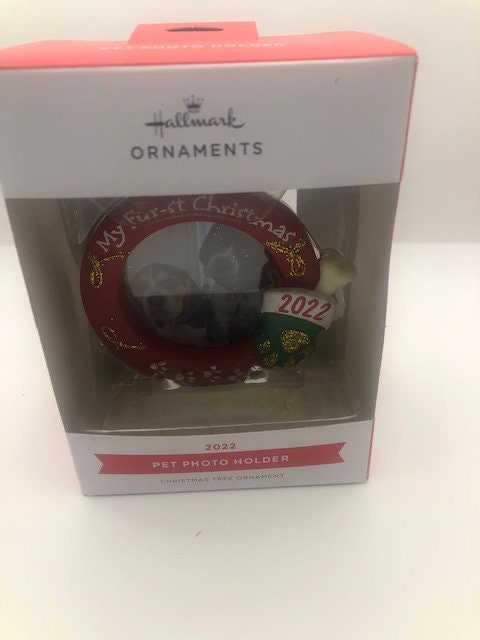 PET PHOTO HOLDER
Hallmark
ORNAMENTS
My Fur-st Christmas
2022
2022
PET PHOTO HOLDER
CHRISTMAS TREE ORNAMENT